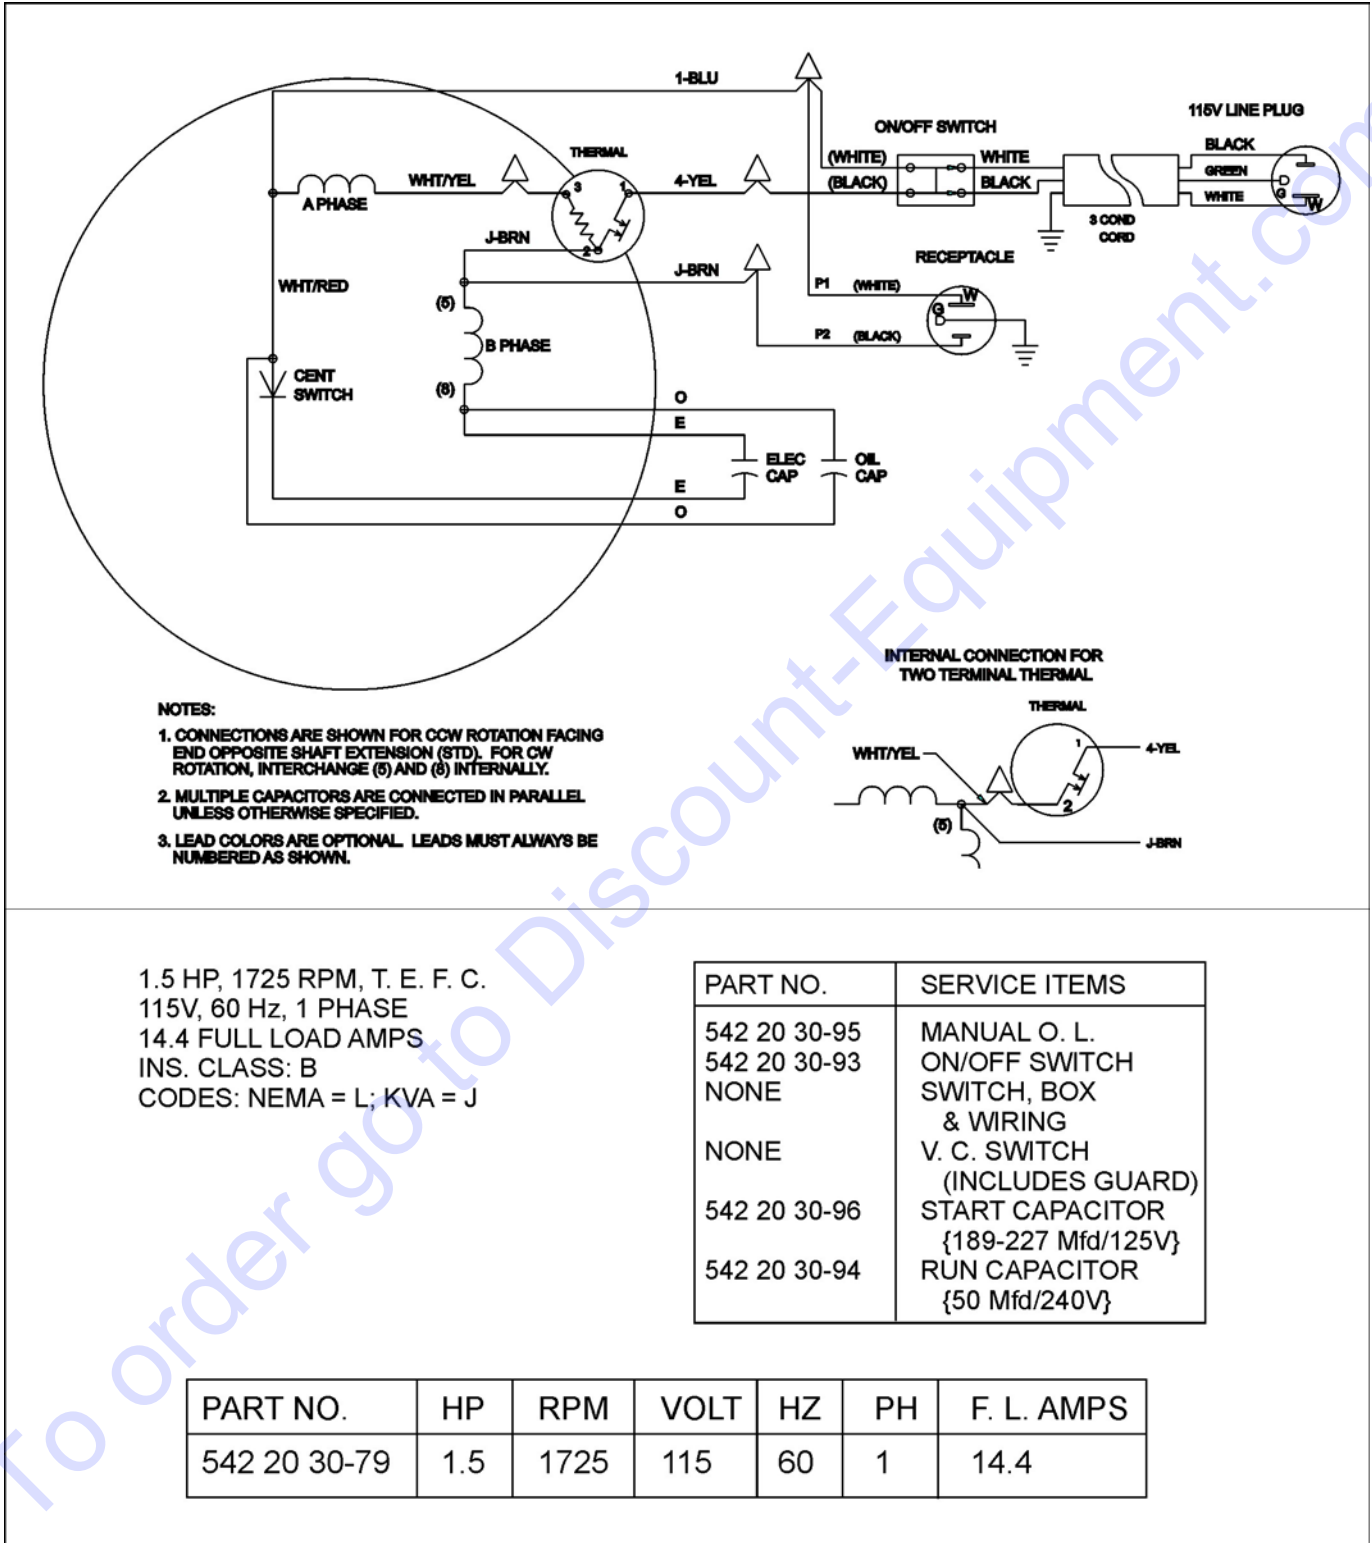 1-BLU
115V LINE PLUG
ON/OFF SWITCH
BLACK
THERMAL
(WHITE)
WHITE
GREEN
WHT/YEL
3
1
4-YEL
(BLACK)
BLACK
G
WHITE
W
A PHASE
3 COND
CORD
J-BRN
2
RECEPTACLE
J-BRN
WHT/RED
P1 (WHITE)
W
(5)
G
B PHASE
P2 (BLACK)
CENT
SWITCH
(8)
O
E
ELEC
CAP
OIL
CAP
E
O
INTERNAL CONNECTION FOR
TWO TERMINAL THERMAL
THERMAL
WHT/YEL
1
4-YEL
2
(5)
J-BRN
NOTES:
1. CONNECTIONS ARE SHOWN FOR CCW ROTATION FACING
END OPPOSITE SHAFT EXTENSION (STD). FOR CW
ROTATION, INTERCHANGE (5) AND (8) INTERNALLY.
2. MULTIPLE CAPACITORS ARE CONNECTED IN PARALLEL
UNLESS OTHERWISE SPECIFIED.
3. LEAD COLORS ARE OPTIONAL. LEADS MUST ALWAYS BE
NUMBERED AS SHOWN.
1.5 HP, 1725 RPM, T. E. F. C.
115V, 60 Hz, 1 PHASE
14.4 FULL LOAD AMPS
INS. CLASS: B
CODES: NEMA = L; KVA = J
PART NO. SERVICE ITEMS
542 20 30-95 MANUAL O. L.
542 20 30-93 ON/OFF SWITCH
NONE SWITCH, BOX
& WIRING
NONE V. C. SWITCH
(INCLUDES GUARD)
542 20 30-96 START CAPACITOR
{189-227 Mfd/125V}
542 20 30-94 RUN CAPACITOR
{50 Mfd/240V}
PART NO. HP RPM VOLT HZ PH F. L. AMPS
542 20 30-79 1.5 1725 115 60 1 14.4
To order go to Discount-Equipment.com